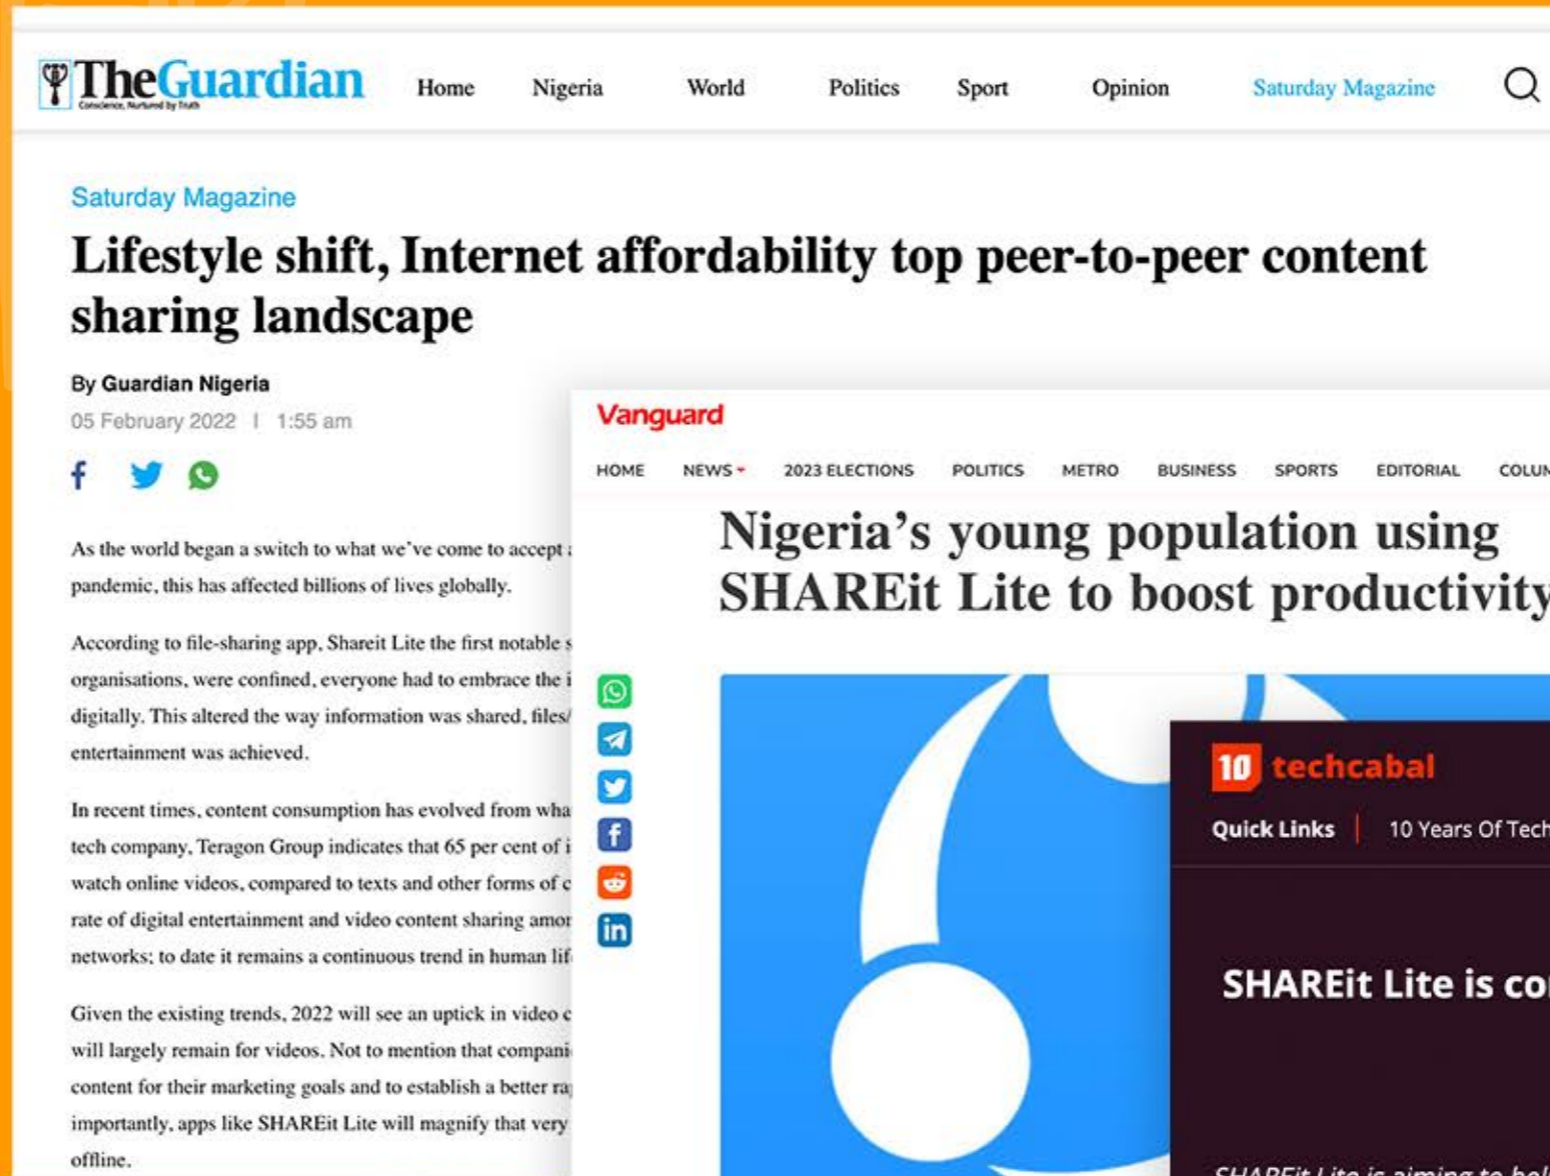 TheGuardian
Conscience, Nurtured by Truth
Home Nigeria World Politics Sport Opinion Saturday Magazine
Saturday Magazine
Lifestyle shift, Internet affordability top peer-to-peer content
sharing landscape
By Guardian Nigeria
05 February 2022 | 1:55 am
As the world began a switch to what we've come to accept
pandemic, this has affected billions of lives globally.
According to file-sharing app, Shareit Lite the first notable
organisations, were confined, everyone had to embrace the
digitally. This altered the way information was shared, files/
entertainment was achieved.
In recent times, content consumption has evolved from
tech company, Teragon Group indicates that 65 per cent of
watch online videos, compared to texts and other forms of
rate of digital entertainment and video content sharing
networks; to date it remains a continuous trend in human
Given the existing trends, 2022 will see an uptick in video
will largely remain for videos. Not to mention that
content for their marketing goals and to establish a better
importantly, apps like SHAREit Lite will magnify that very
offline.
Vanguard
HOME NEWS 2023 ELECTIONS POLITICS METRO BUSINESS SPORTS EDITORIAL COLUM
Nigeria's young population using
SHAREit Lite to boost productivity
in
10 techcabal
Quick Links | 10 Years Of Tech
SHAREit Lite is
SHAREit Lite is aiming to